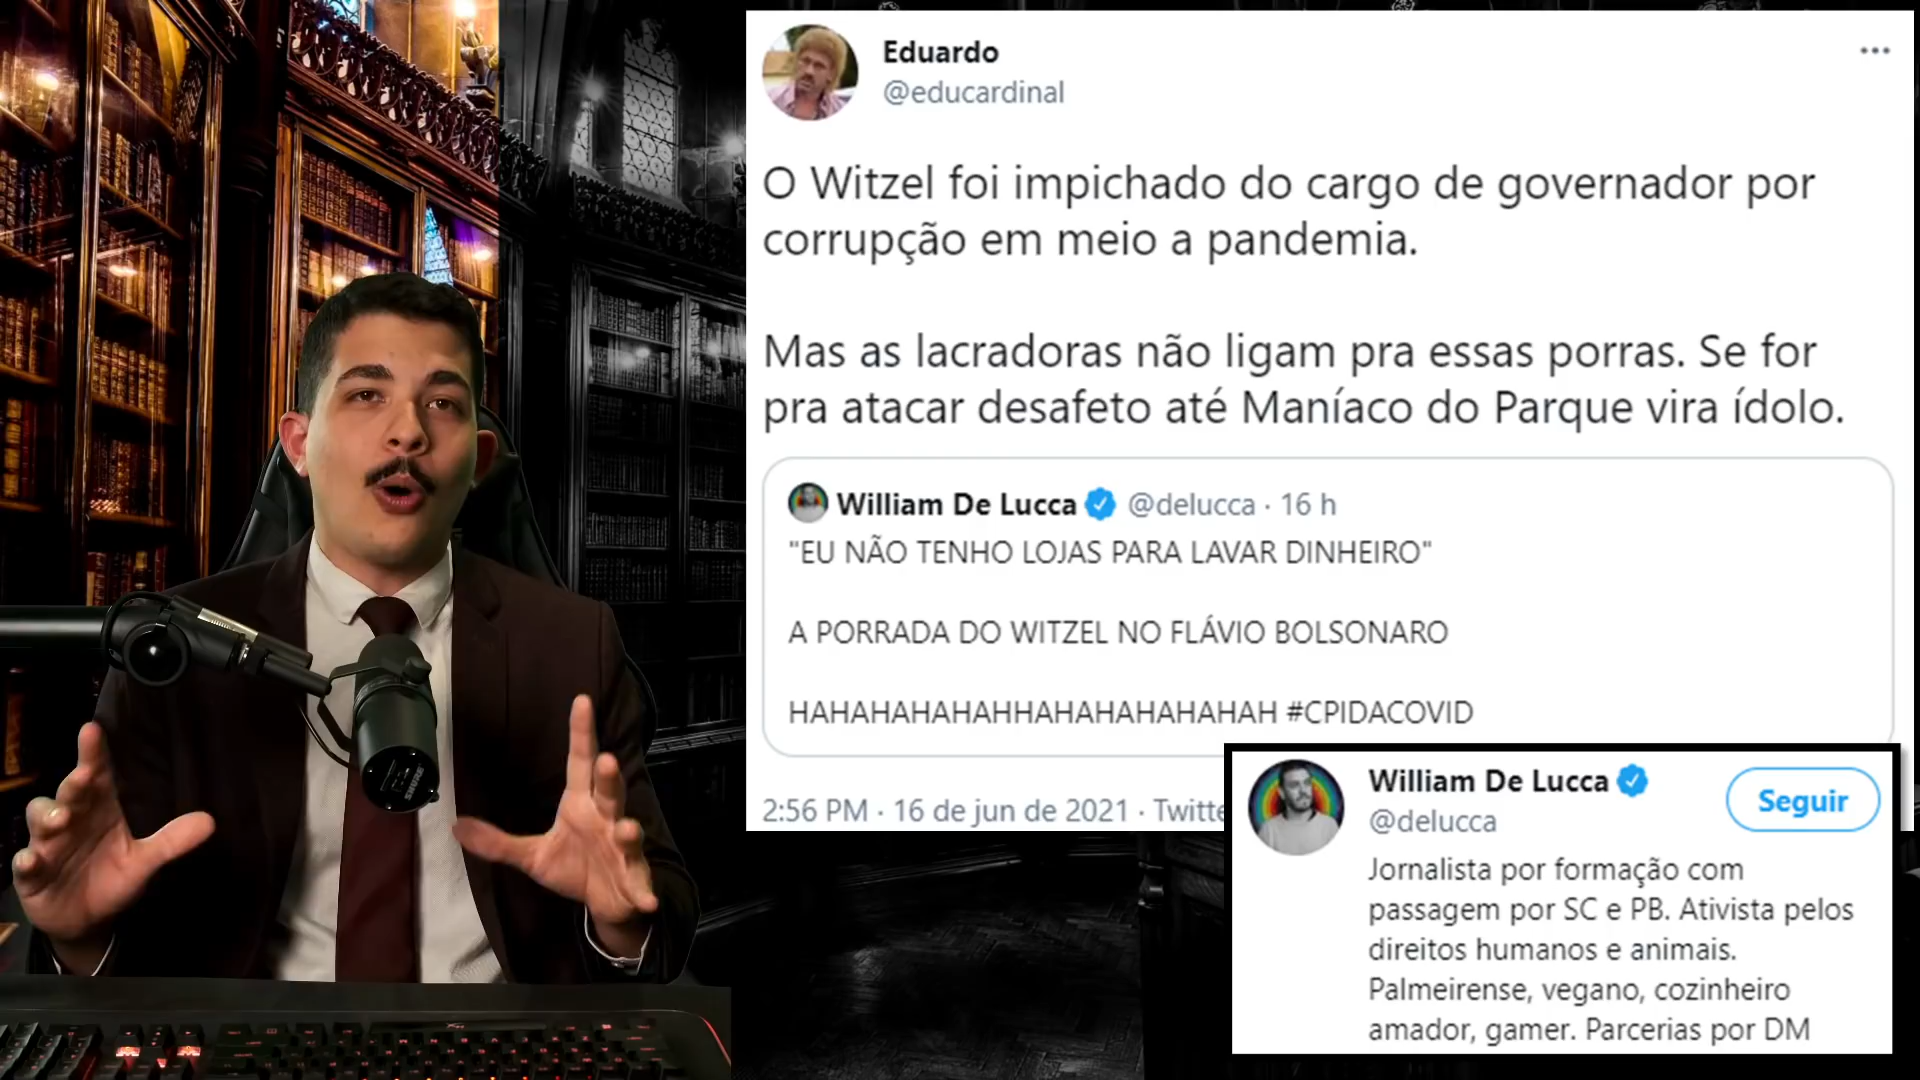 Eduardo
@educardinal
O Witzel foi impichado do cargo de governador por
corrupção em meio a pandemia.
Mas as lacradoras não ligam pra essas porras. Se for
pra atacar desafeto até Maníaco do Parque vira ídolo.
William De Lucca @delucca · 16 h
"EU NÃO TENHO LOJAS PARA LAVAR DINHEIRO"
A PORRADA DO WITZEL NO FLÁVIO BOLSONARO
HAHAHAHAHAHHAHAHAHAHAHAH #CPIDACOVID
2:56 PM · 16 de jun de 2021 · Twitte
William De Lucca
Seguir
@delucca
Jornalista por formação com
passagem por SC e PB. Ativista pelos
direitos humanos e animais.
Palmeirense, vegano, cozinheiro
amador, gamer. Parcerias por DM
SHURE